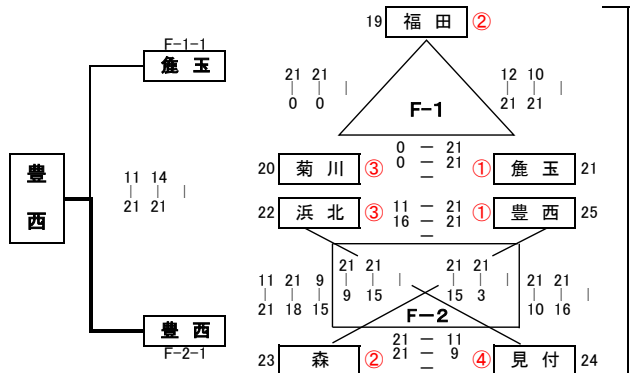 19 福田 ②
F-1-1
麁玉
21 21 |
| |
0 0
12 10
| | |
21 21
F-1
0 ー 21
0 ー 21
ー
20 菊川 ③ ① 麁玉 21
豊西
11 14
| | |
21 21
22 浜北 ③ 11 ー 21 ① 豊西 25
16 ー 21
ー
11 21 9
| | |
21 18 15
21 21
| | |
9 15
21 21
| | |
15 3
21 21
| | |
10 16
F-2
豊西
F-2-1
21 ー 11
21 ー 9
ー
23 森 ② ④ 見付 24